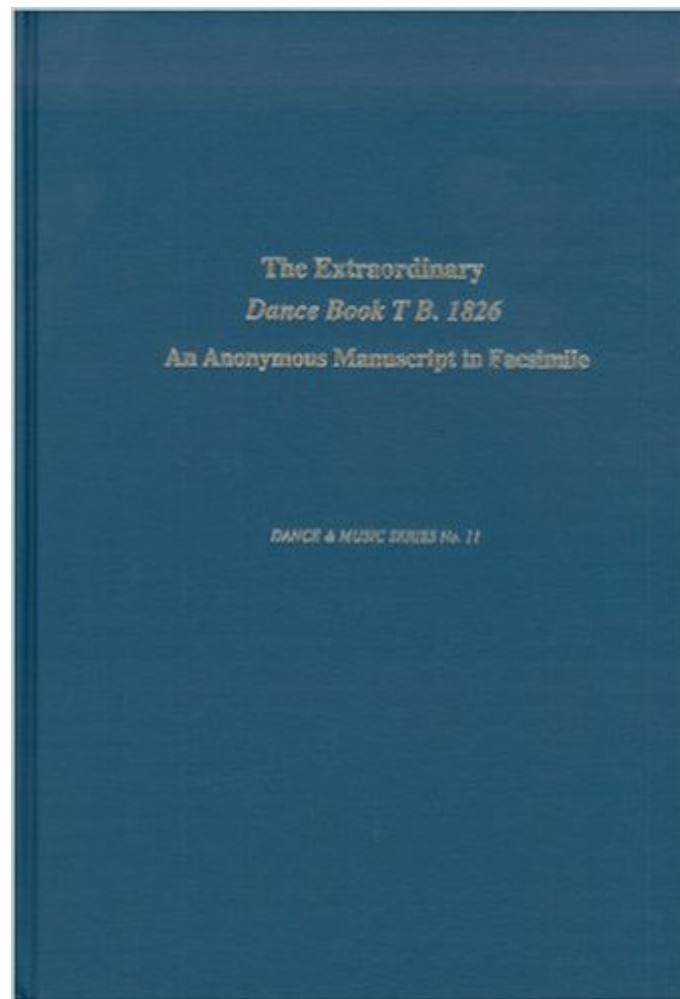 The Extraordinary
Dance Book T B. 1826
An Anonymous Manuscript in Facsimile
DANCE & MUSIC SERIES No. 11